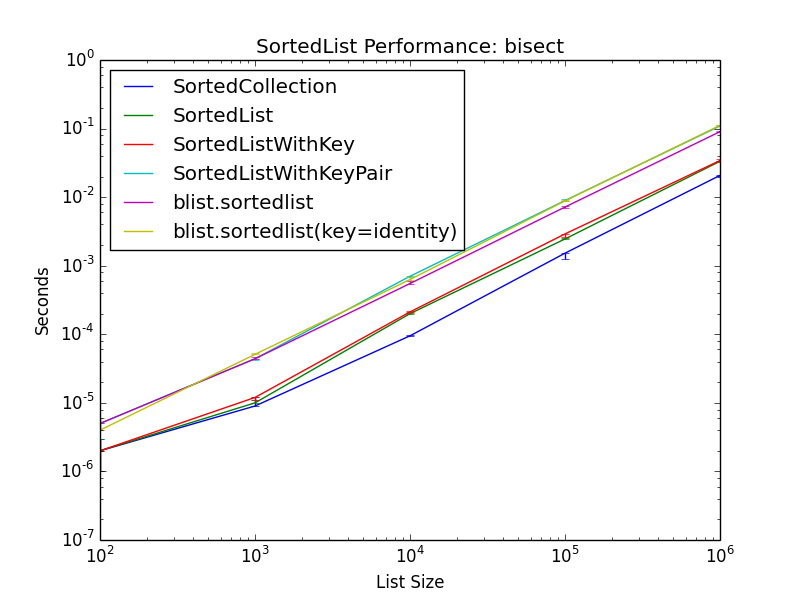 SortedList Performance: bisect
10^0
SortedCollection
SortedList
SortedListWithKey
SortedListWithKeyPair
blist.sortedlist
blist.sortedlist(key=identity)
10^-1
10^-2
10^-3
10^-4
10^-5
10^-6
10^-7
Seconds
10^2
10^3
10^4
10^5
10^6
List Size